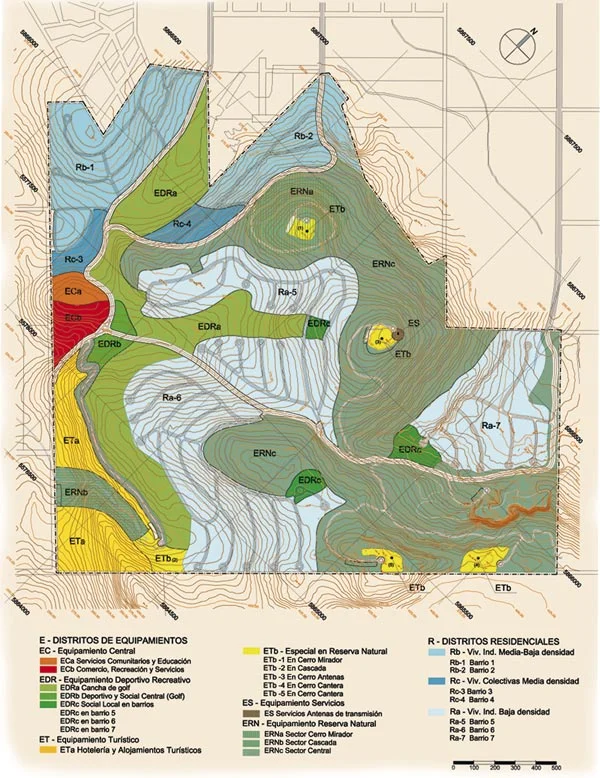 5888000
5888500
N
5887500
Rb-1
Rb-2
5887500
EDRa
ERNa
ETb
(1)
Rc-4
Rc-3
ERNc
ECa
Ra-5
5887000
ECb
EDRa
EDRc
ES
EDRb
(3)
ETb
Ra-6
Ra-7
ETa
ERNc
EDRc
ERNb
EDRc
ETa
ETb (2)
ETb
ETb
E - DISTRITOS DE EQUIPAMIENTOS
EC - Equipamiento Central
ECa Servicios Comunitarios y Educación
ECb Comercio, Recreación y Servicios
EDR - Equipamiento Deportivo Recreativo
EDRa Cancha de golf
EDRb Deportivo y Social Central (Golf)
EDRc Social Local en barrios
EDRc en barrio 5
EDRc en barrio 6
EDRc en barrio 7
ET - Equipamiento Turístico
ETa Hotelería y Alojamientos Turísticos
ETb - Especial en Reserva Natural
ETb -1 En Cerro Mirador
ETb -2 En Cascada
ETb -3 En Cerro Antenas
ETb -4 En Cerro Cantera
ETb -5 En Cerro Cantera
ES - Equipamiento Servicios
ES Servicios Antenas de transmisión
ERN - Equipamiento Reserva Natural
ERNa Sector Cerro Mirador
ERNb Sector Cascada
ERNc Sector Central
R - DISTRITOS RESIDENCIALES
Rb - Viv. Ind. Media-Baja densidad
Rb-1 Barrio 1
Rb-2 Barrio 2
Rc - Viv. Colectivas Media densidad
Rc-3 Barrio 3
Rc-4 Barrio 4
Ra - Viv. Ind. Baja densidad
Ra-5 Barrio 5
Ra-6 Barrio 6
Ra-7 Barrio 7
100 200 300 400 500